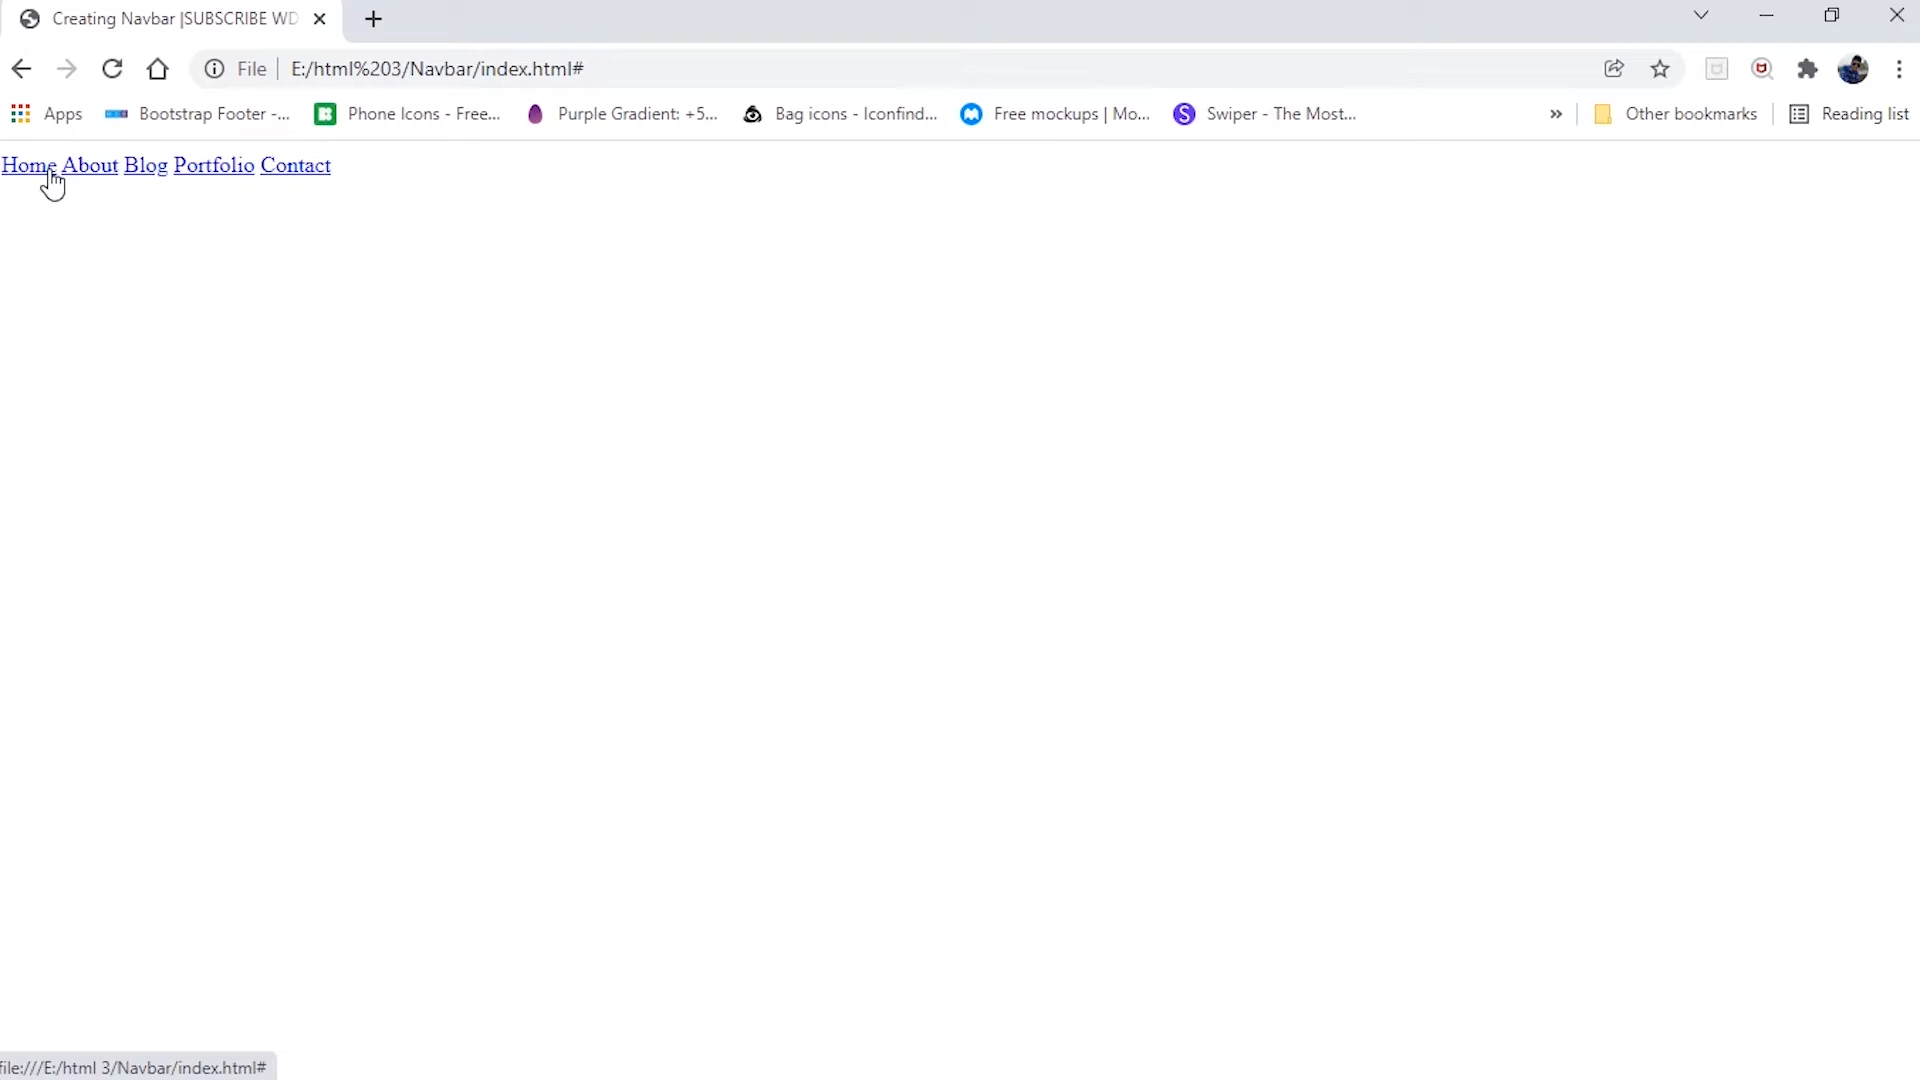 Creating Navbar |SUBSCRIBE WD
File E:/html%203/Navbar/index.html#
Apps Bootstrap Footer -... Phone Icons - Free... Purple Gradient: +5... Bag icons - Iconfind... Free mockups | Mo... S Swiper - The Most... » Other bookmarks Reading list
Home About Blog Portfolio Contact
file:///E:/html 3/Navbar/index.html#